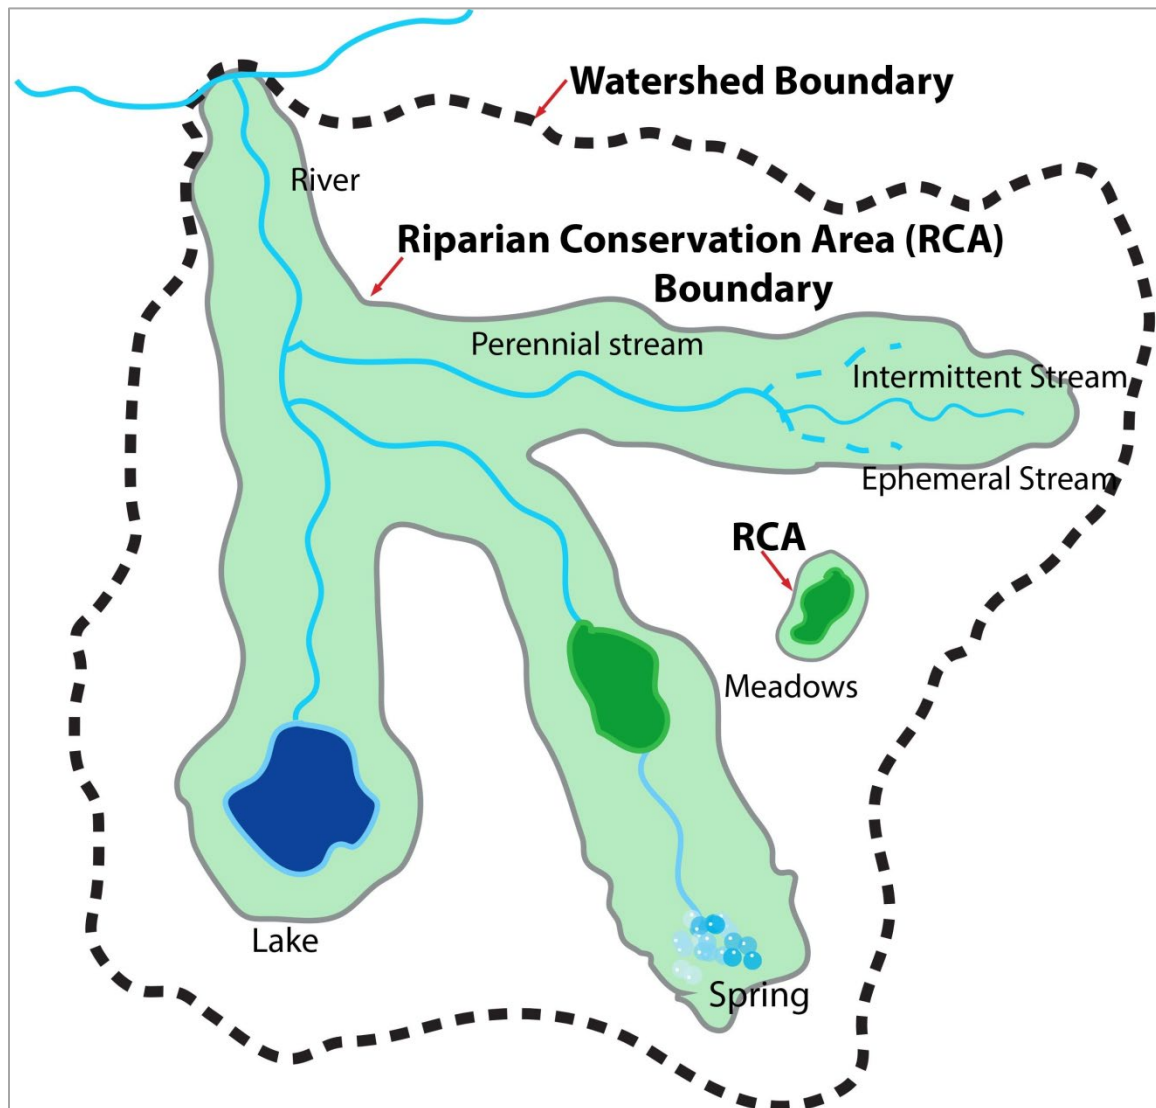 Watershed Boundary
River
Riparian Conservation Area (RCA)
Boundary
Perennial stream
Intermittent Stream
Ephemeral Stream
RCA
Meadows
Lake
Spring